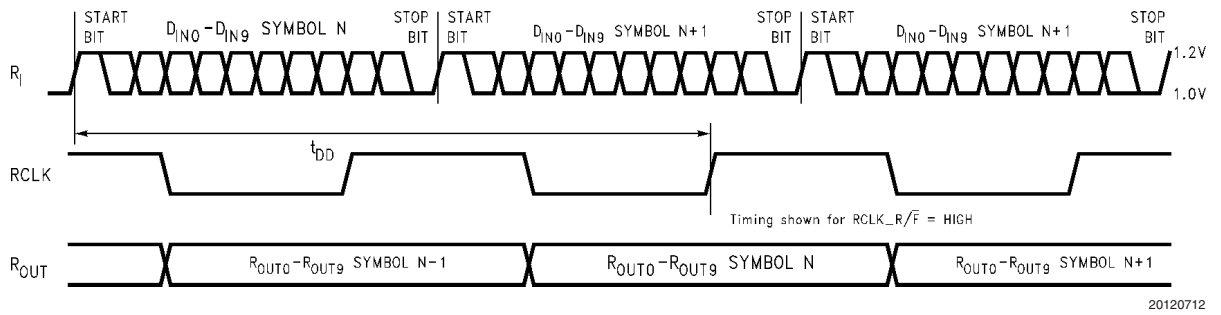 START BIT
D_IN0–D_IN9 SYMBOL N
STOP BIT
START BIT
D_IN0–D_IN9 SYMBOL N+1
STOP BIT
START BIT
D_IN0–D_IN9 SYMBOL N+1
STOP BIT
1.2V
R_I
1.0V
t_DD
RCLK
Timing shown for RCLK_R/F̅ = HIGH
R_OUT
R_OUT0–R_OUT9 SYMBOL N-1
R_OUT0–R_OUT9 SYMBOL N
R_OUT0–R_OUT9 SYMBOL N+1
20120712